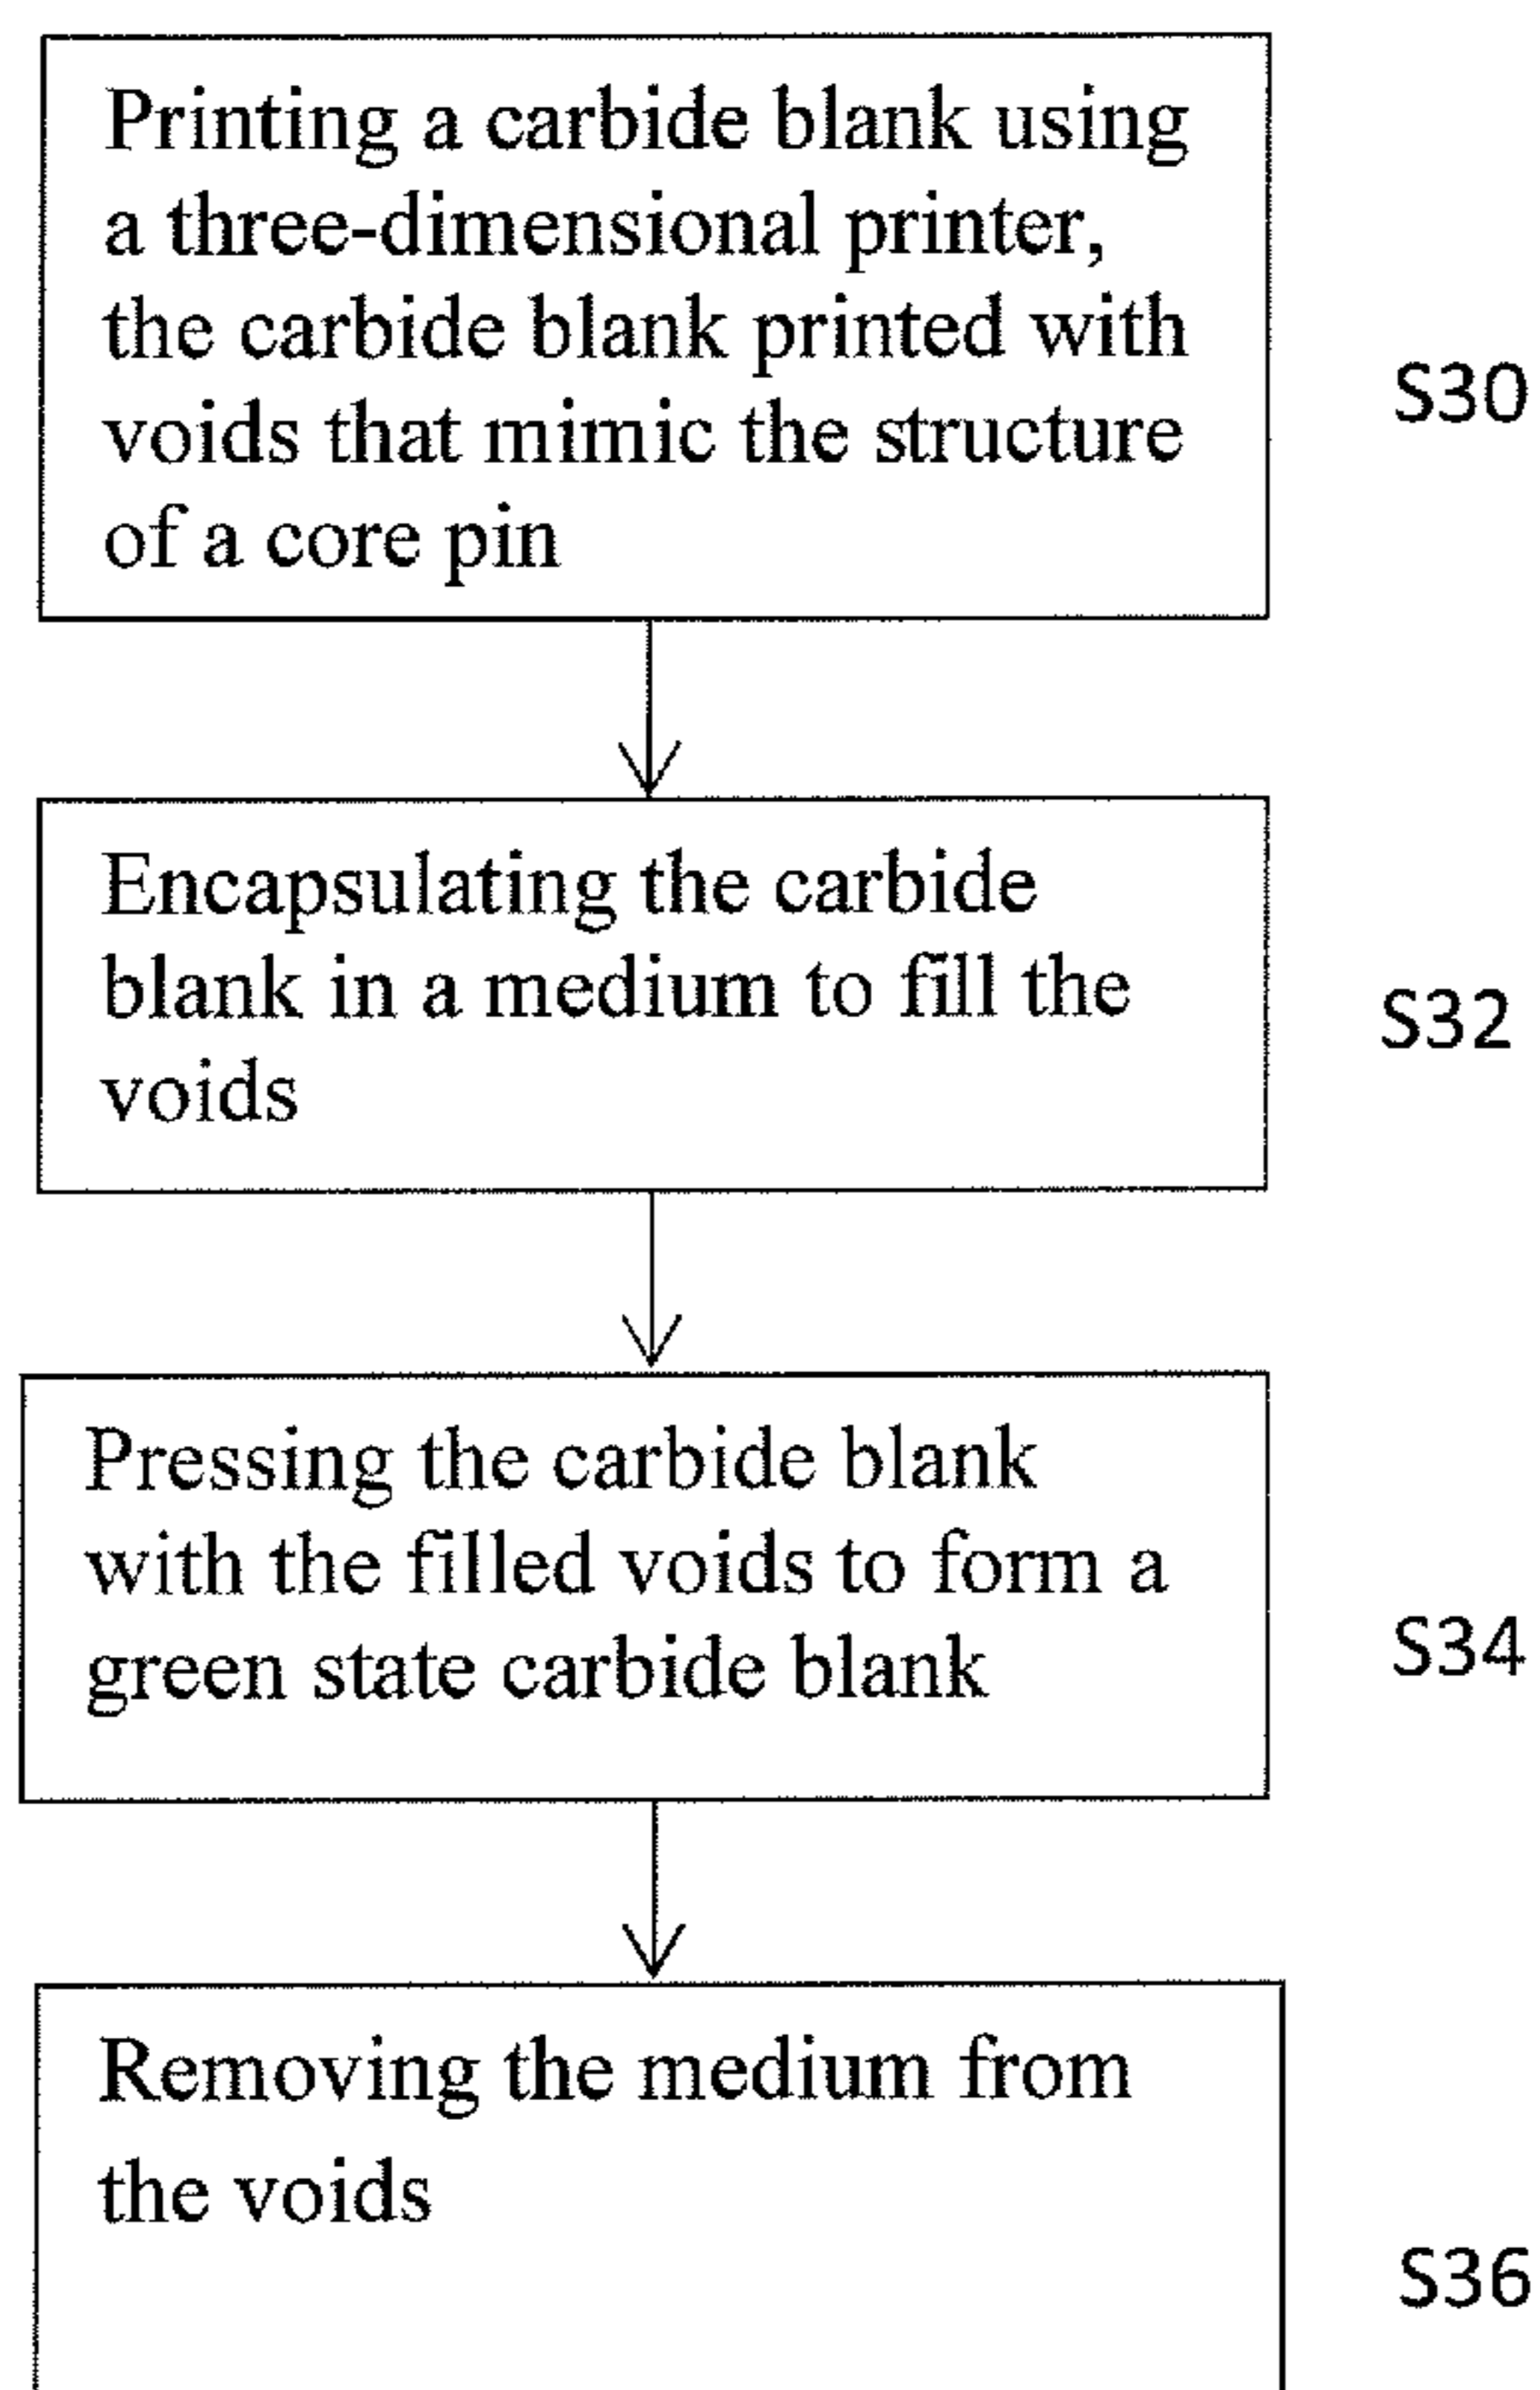 Printing a carbide blank using
a three-dimensional printer,
the carbide blank printed with
voids that mimic the structure
of a core pin
S30
Encapsulating the carbide
blank in a medium to fill the
voids
S32
Pressing the carbide blank
with the filled voids to form a
green state carbide blank
S34
Removing the medium from
the voids
S36